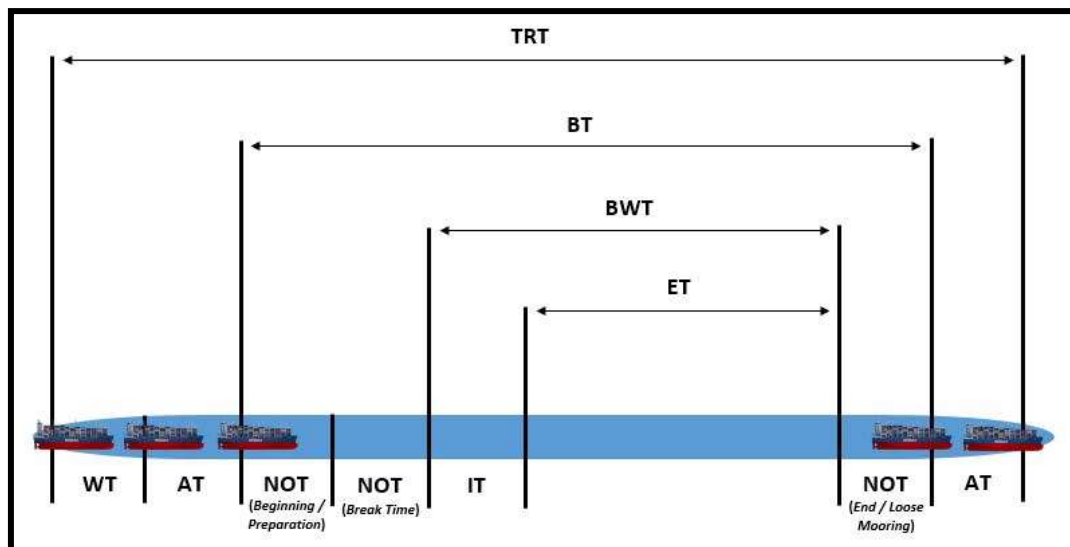 TRT
BT
BWT
ET
WT
AT
NOT
(Beginning /
Preparation)
NOT
(Break Time)
IT
NOT
(End / Loose
Mooring)
AT